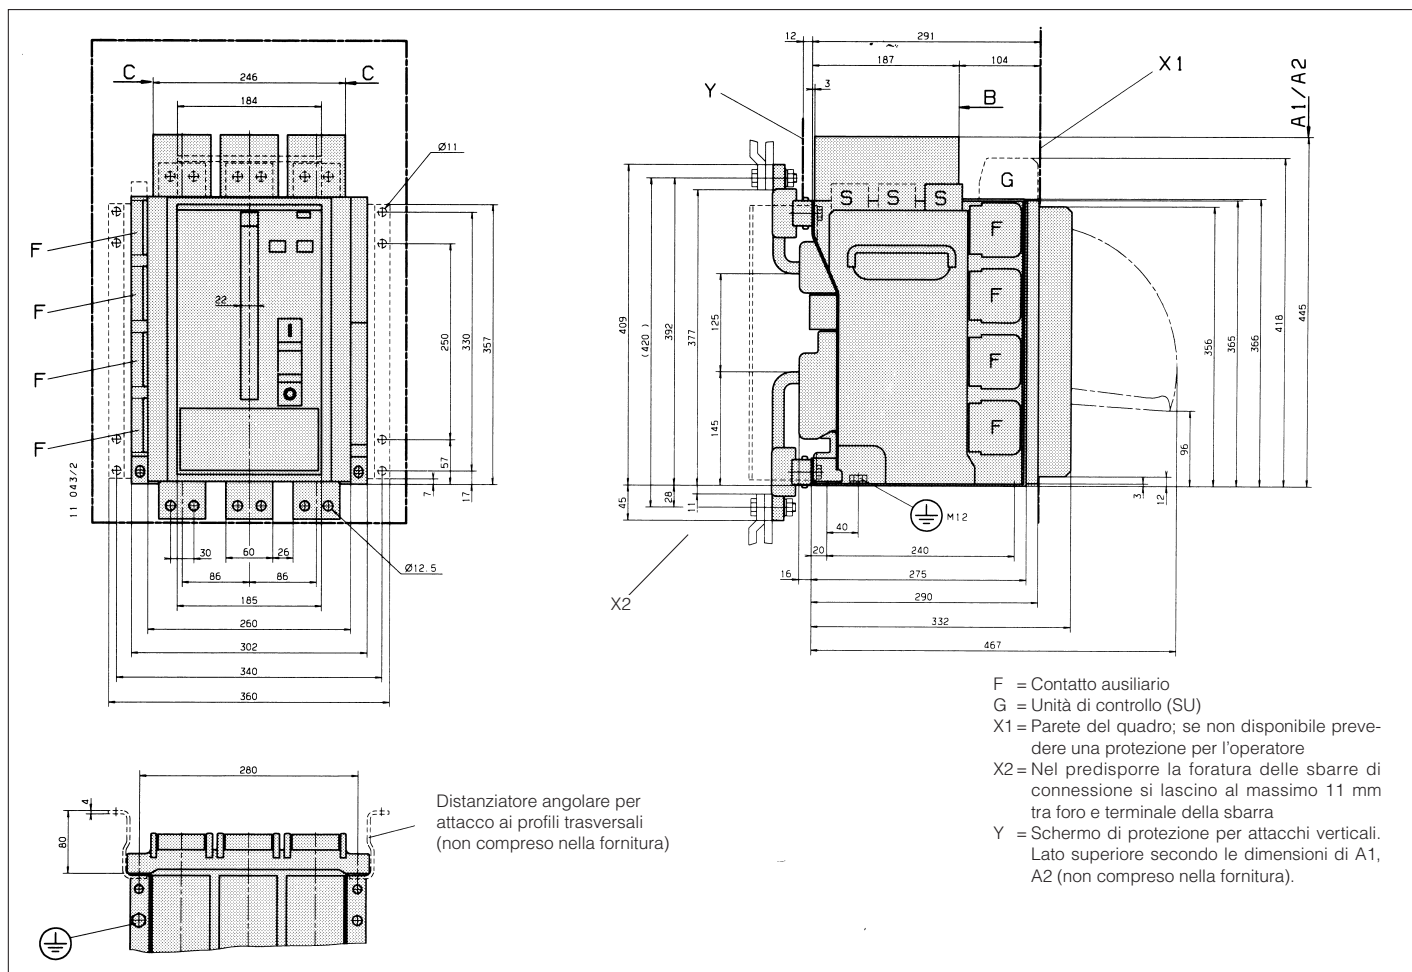 C
246
C
184
Ø11
F
F
F
F
22
250
330
357
57
17
7
11 043/2
30
60
26
Ø12.5
86
86
185
260
302
340
360
12
291
187
104
3
Y
B
X1
A1/A2
G
S
S
S
F
F
F
F
409
(420)
392
377
125
145
45
28
11
356
365
366
418
445
96
3
12
M12
40
20
240
16
275
290
332
467
X2
F = Contatto ausiliario
G = Unità di controllo (SU)
X1 = Parete del quadro; se non disponibile preve-
dere una protezione per l'operatore
X2 = Nel predisporre la foratura delle sbarre di
connessione si lascino al massimo 11 mm
tra foro e terminale della sbarra
Y = Schermo di protezione per attacchi verticali.
Lato superiore secondo le dimensioni di A1,
A2 (non compreso nella fornitura).
280
4
80
Distanziatore angolare per
attacco ai profili trasversali
(non compreso nella fornitura)